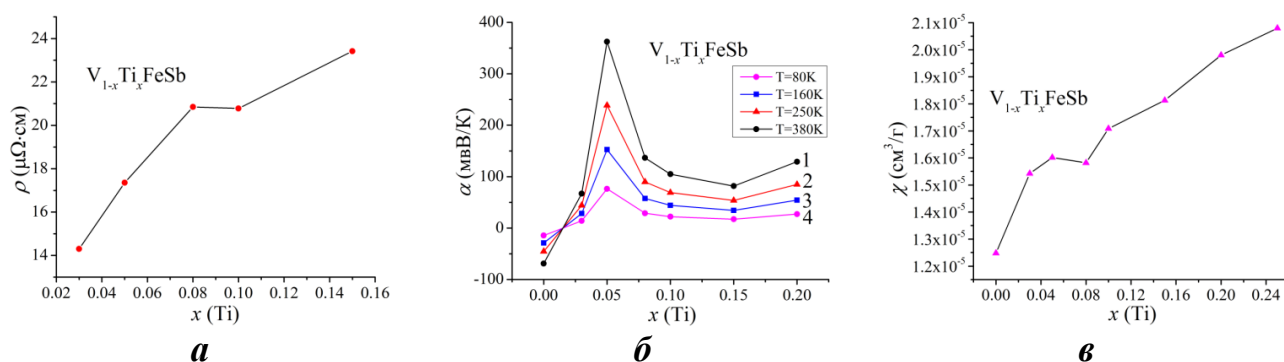 24
22
20
18
16
14
ρ (μΩ·см)
V₁₋ₓTiₓFeSb
0.02 0.04 0.06 0.08 0.10 0.12 0.14 0.16
x (Ti)
а
400
300
200
100
0
-100
α (мвВ/К)
V₁₋ₓTiₓFeSb
T=80K
T=160K
T=250K
T=380K
1
2
3
4
0.00 0.05 0.10 0.15 0.20
x (Ti)
б
2.1x10⁻⁵
2.0x10⁻⁵
1.9x10⁻⁵
1.8x10⁻⁵
1.7x10⁻⁵
1.6x10⁻⁵
1.5x10⁻⁵
1.4x10⁻⁵
1.2x10⁻⁵
1.2x10⁻⁵
χ (см³/г)
V₁₋ₓTiₓFeSb
0.00 0.04 0.08 0.12 0.16 0.20 0.24
x (Ti)
в